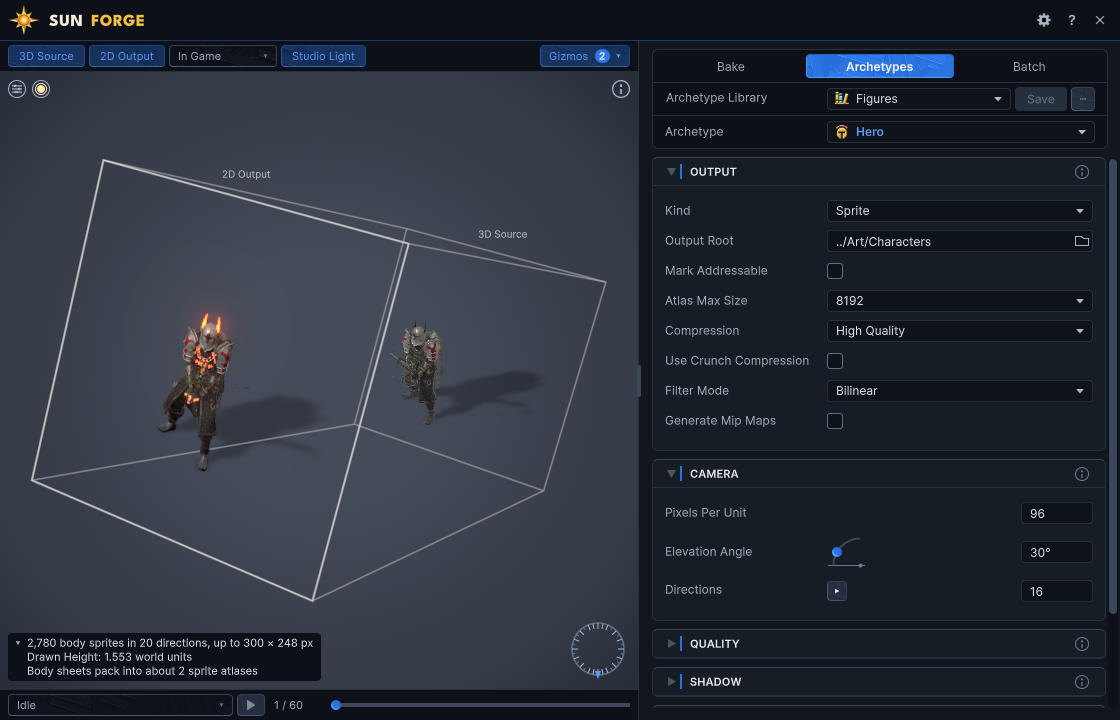 SUN FORGE
?
3D Source
2D Output
In Game
Studio Light
Gizmos 2
2D Output
3D Source
2,780 body sprites in 20 directions, up to 300 × 248 px
Drawn Height: 1.553 world units
Body sheets pack into about 2 sprite atlases
Idle
1 / 60
Bake
Archetypes
Batch
Archetype Library
Figures
Save
Archetype
Hero
OUTPUT
Kind
Sprite
Output Root
../Art/Characters
Mark Addressable
Atlas Max Size
8192
Compression
High Quality
Use Crunch Compression
Filter Mode
Bilinear
Generate Mip Maps
CAMERA
Pixels Per Unit
96
Elevation Angle
30°
Directions
16
QUALITY
SHADOW